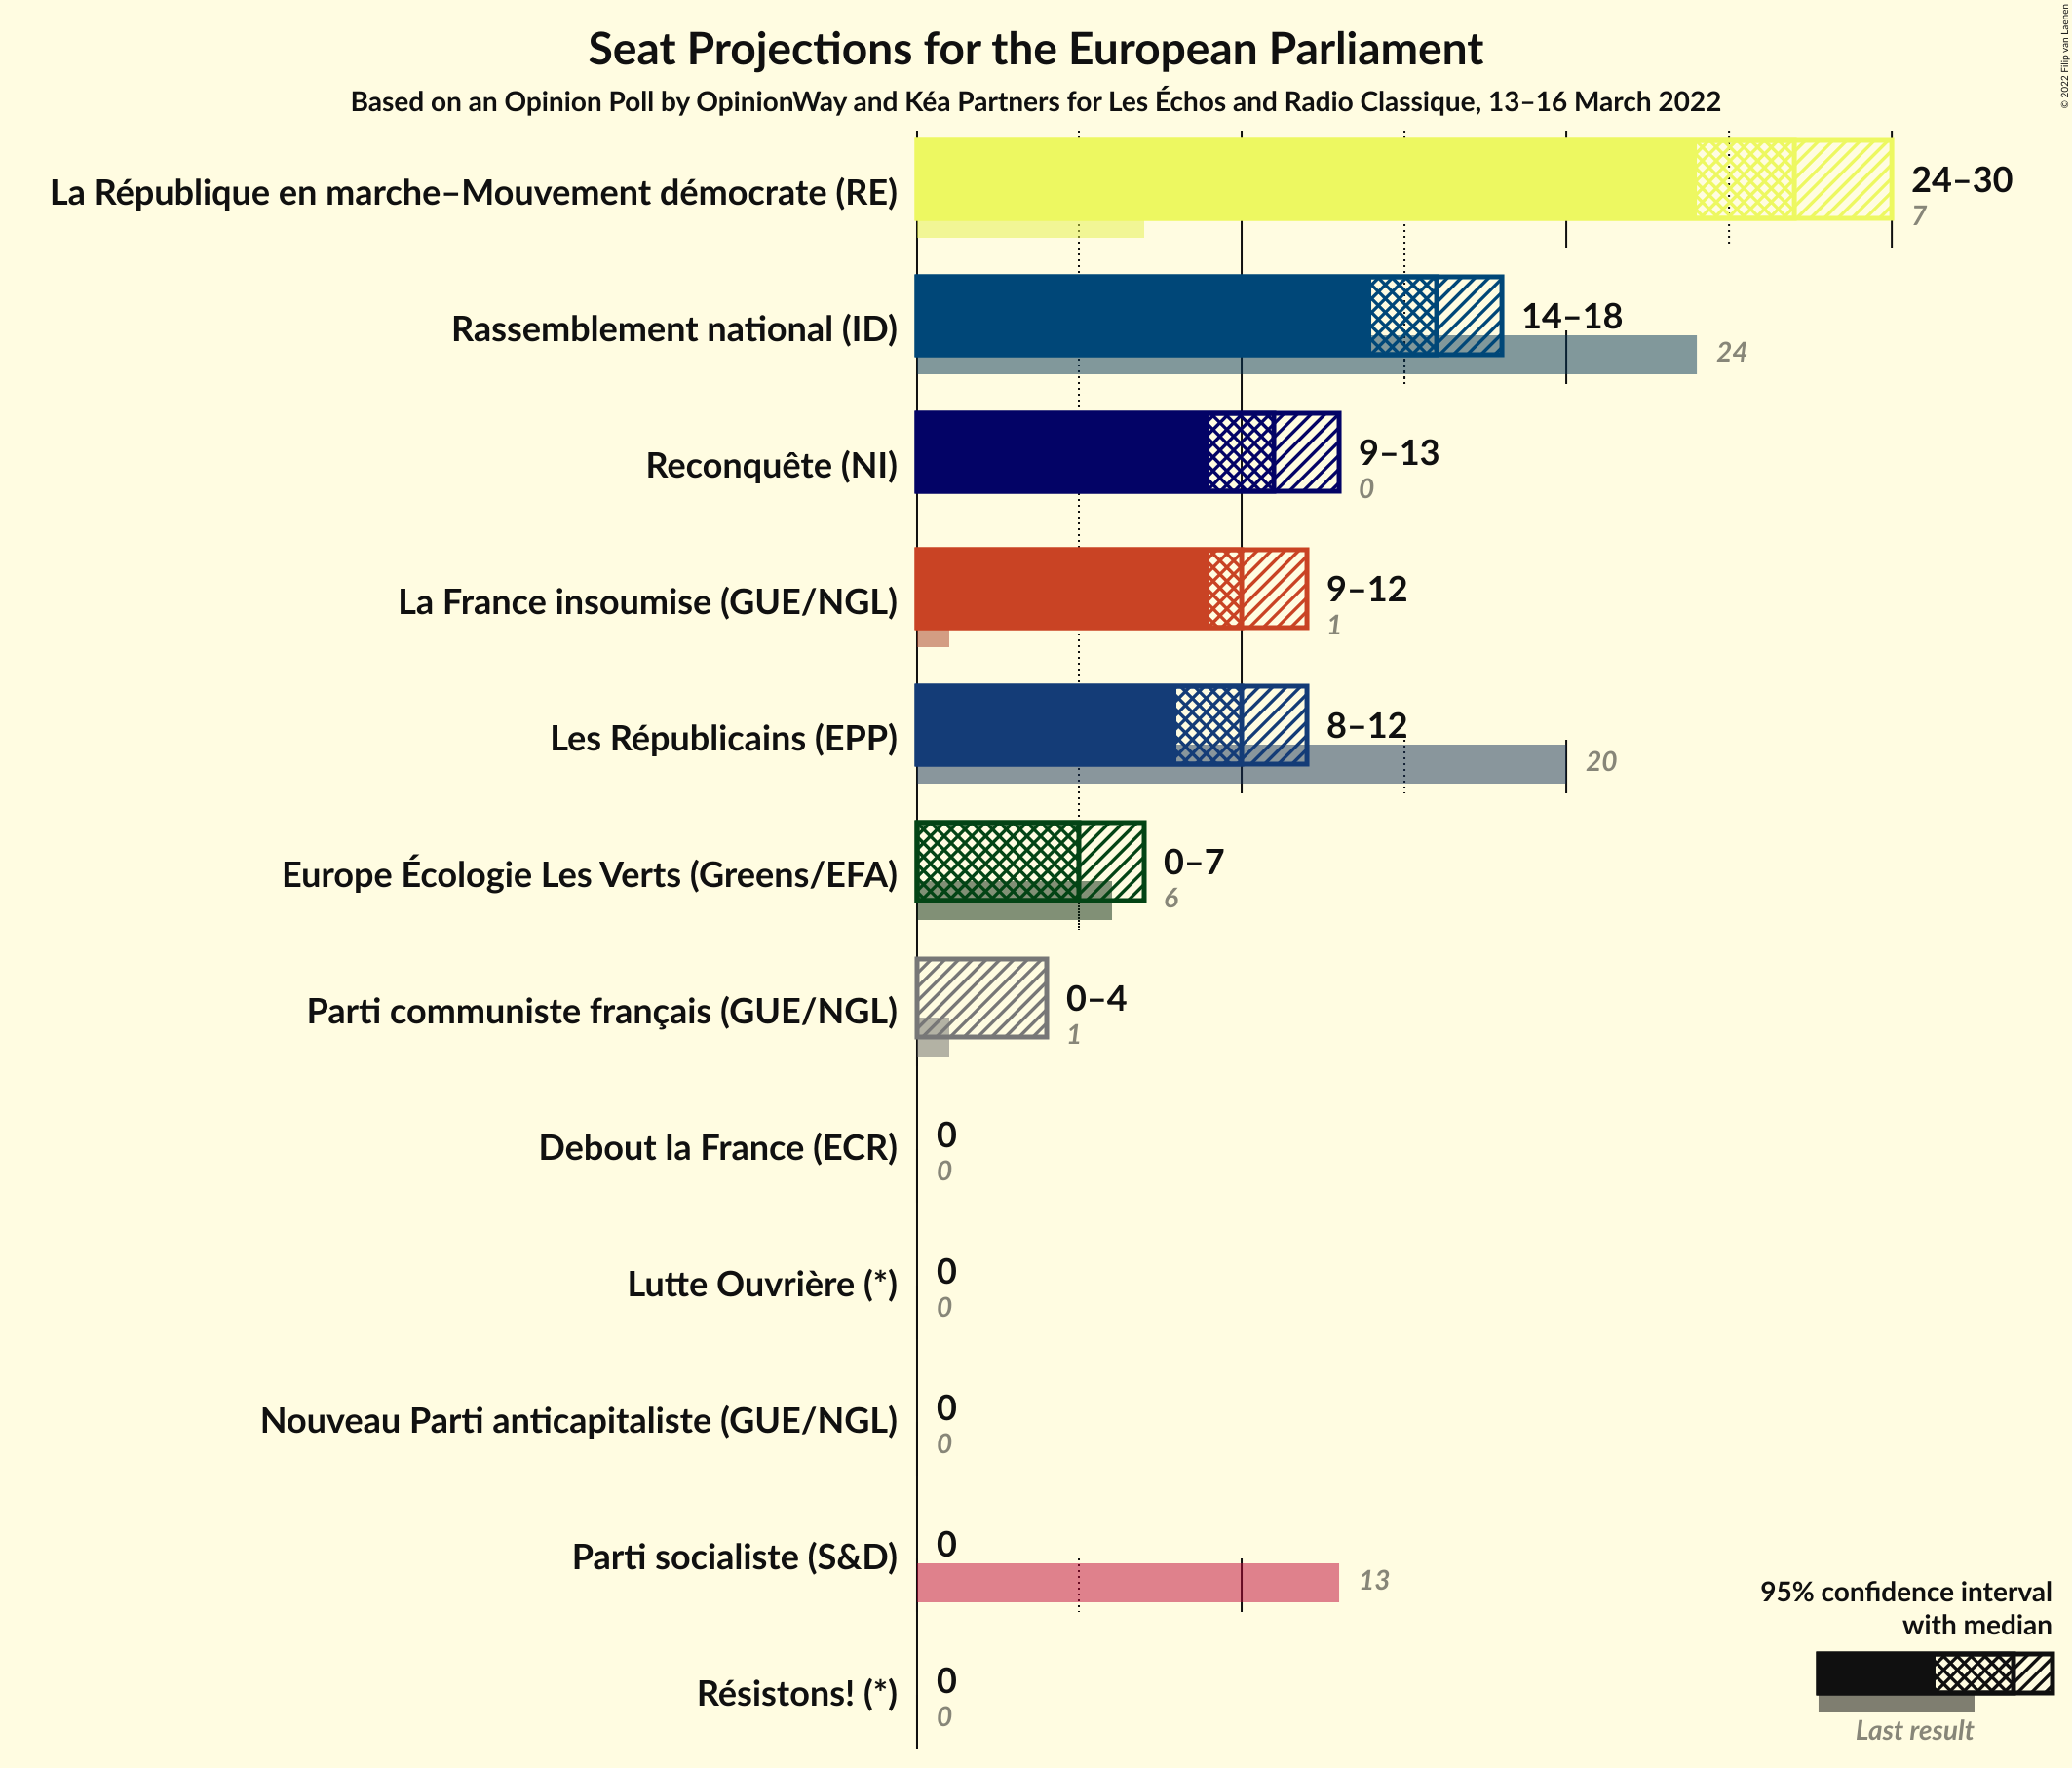 Seat Projections for the European Parliament
Based on an Opinion Poll by OpinionWay and Kéa Partners for Les Échos and Radio Classique, 13–16 March 2022
© 2022 Filip van Laenen
La République en marche–Mouvement démocrate (RE)
24–30
7
Rassemblement national (ID)
14–18
24
Reconquête (NI)
9–13
0
La France insoumise (GUE/NGL)
9–12
1
Les Républicains (EPP)
8–12
20
Europe Écologie Les Verts (Greens/EFA)
0–7
6
Parti communiste français (GUE/NGL)
0–4
1
Debout la France (ECR)
0
0
Lutte Ouvrière (*)
0
0
Nouveau Parti anticapitaliste (GUE/NGL)
0
0
Parti socialiste (S&D)
0
13
Résistons! (*)
0
0
95% confidence interval
with median
Last result